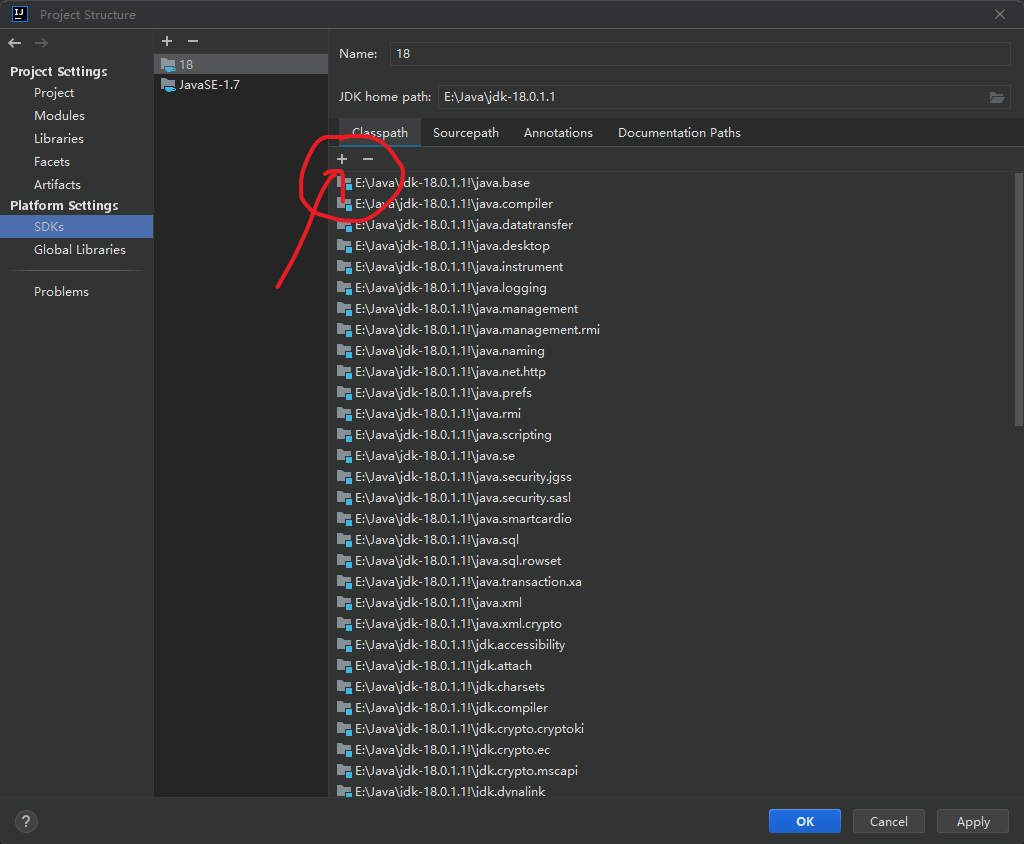 Project Structure
Project Settings
Project
Modules
Libraries
Facets
Artifacts
Platform Settings
SDKs
Global Libraries
Problems
18
JavaSE-1.7
Name: 18
JDK home path: E:\Java\jdk-18.0.1.1
Classpath Sourcepath Annotations Documentation Paths
E:\Java\jdk-18.0.1.1!\java.base
E:\Java\jdk-18.0.1.1!\java.compiler
E:\Java\jdk-18.0.1.1!\java.datatransfer
E:\Java\jdk-18.0.1.1!\java.desktop
E:\Java\jdk-18.0.1.1!\java.instrument
E:\Java\jdk-18.0.1.1!\java.logging
E:\Java\jdk-18.0.1.1!\java.management
E:\Java\jdk-18.0.1.1!\java.management.rmi
E:\Java\jdk-18.0.1.1!\java.naming
E:\Java\jdk-18.0.1.1!\java.net.http
E:\Java\jdk-18.0.1.1!\java.prefs
E:\Java\jdk-18.0.1.1!\java.rmi
E:\Java\jdk-18.0.1.1!\java.scripting
E:\Java\jdk-18.0.1.1!\java.se
E:\Java\jdk-18.0.1.1!\java.security.jgss
E:\Java\jdk-18.0.1.1!\java.security.sasl
E:\Java\jdk-18.0.1.1!\java.smartcardio
E:\Java\jdk-18.0.1.1!\java.sql
E:\Java\jdk-18.0.1.1!\java.sql.rowset
E:\Java\jdk-18.0.1.1!\java.transaction.xa
E:\Java\jdk-18.0.1.1!\java.xml
E:\Java\jdk-18.0.1.1!\java.xml.crypto
E:\Java\jdk-18.0.1.1!\jdk.accessibility
E:\Java\jdk-18.0.1.1!\jdk.attach
E:\Java\jdk-18.0.1.1!\jdk.charsets
E:\Java\jdk-18.0.1.1!\jdk.compiler
E:\Java\jdk-18.0.1.1!\jdk.crypto.cryptoki
E:\Java\jdk-18.0.1.1!\jdk.crypto.ec
E:\Java\jdk-18.0.1.1!\jdk.crypto.mscapi
E:\Java\jdk-18.0.1.1!\jdk.dynalink
? OK Cancel Apply